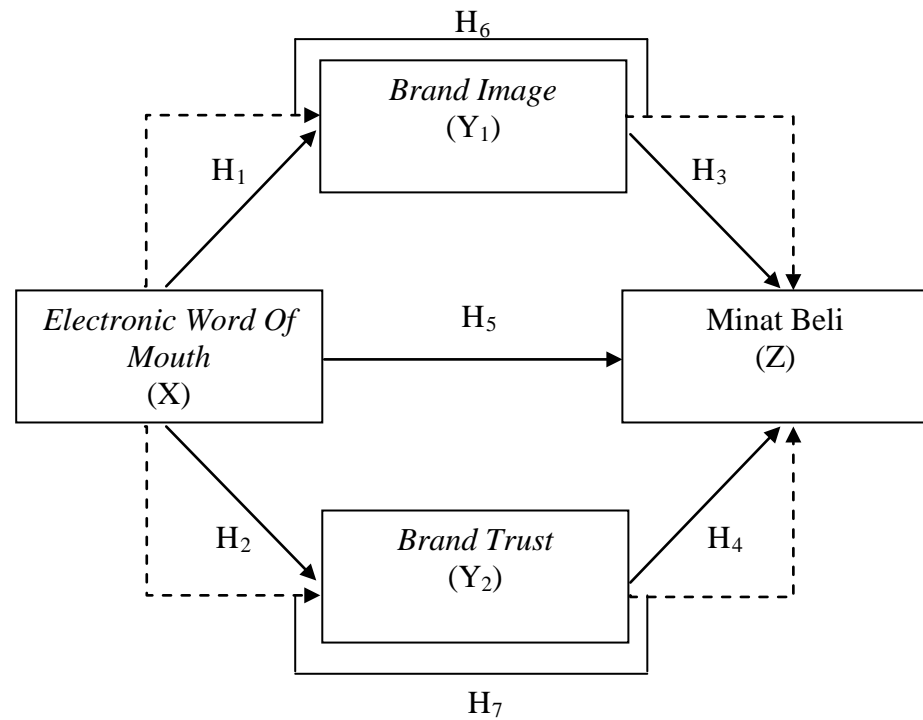 H₆
Brand Image
(Y₁)
H₁
H₃
Electronic Word Of
Mouth
(X)
H₅
Minat Beli
(Z)
H₂
Brand Trust
(Y₂)
H₄
H₇